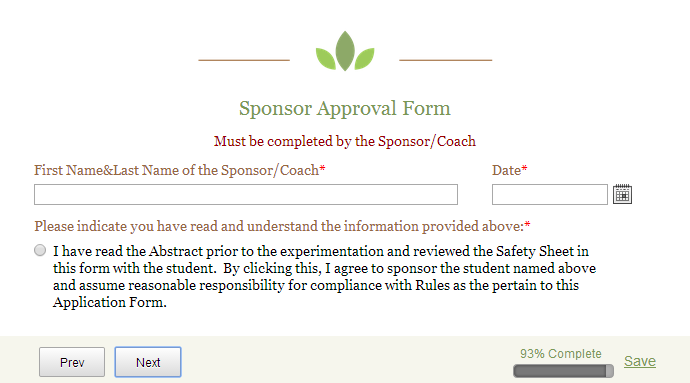 Sponsor Approval Form
Must be completed by the Sponsor/Coach
First Name&Last Name of the Sponsor/Coach* Date*
Please indicate you have read and understand the information provided above:*
I have read the Abstract prior to the experimentation and reviewed the Safety Sheet in
this form with the student.  By clicking this, I agree to sponsor the student named above
and assume reasonable responsibility for compliance with Rules as the pertain to this
Application Form.
Prev Next 93% Complete Save